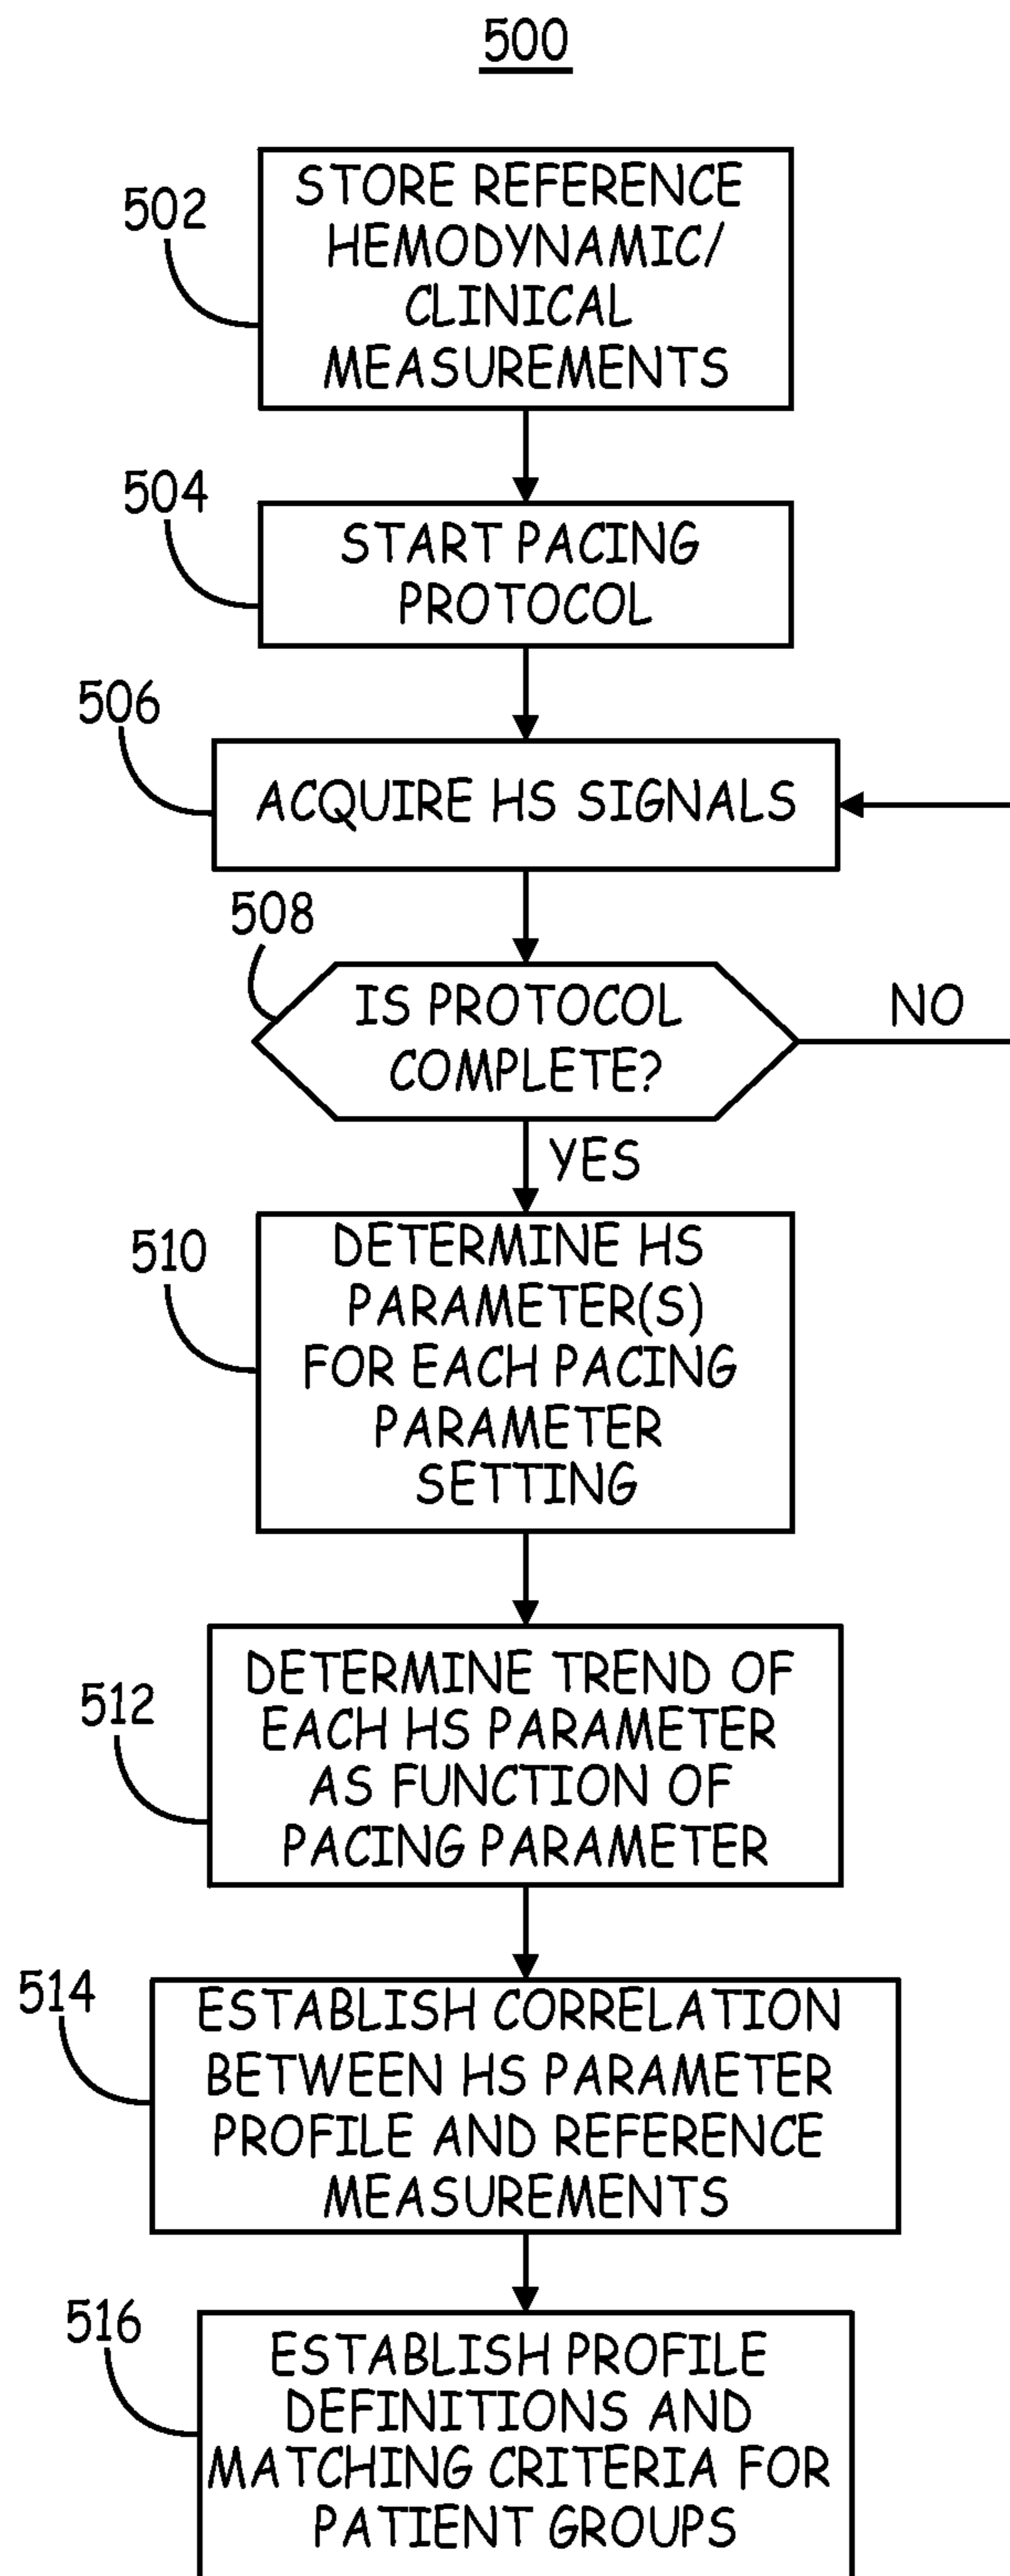 500
502
STORE REFERENCE
HEMODYNAMIC/
CLINICAL
MEASUREMENTS
504
START PACING
PROTOCOL
506
ACQUIRE HS SIGNALS
508
IS PROTOCOL
COMPLETE?
NO
YES
510
DETERMINE HS
PARAMETER(S)
FOR EACH PACING
PARAMETER
SETTING
512
DETERMINE TREND OF
EACH HS PARAMETER
AS FUNCTION OF
PACING PARAMETER
514
ESTABLISH CORRELATION
BETWEEN HS PARAMETER
PROFILE AND REFERENCE
MEASUREMENTS
516
ESTABLISH PROFILE
DEFINITIONS AND
MATCHING CRITERIA FOR
PATIENT GROUPS